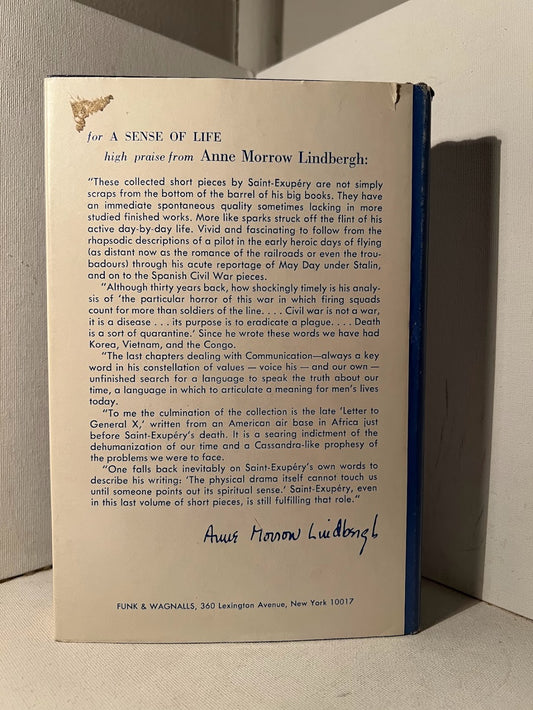 for A SENSE OF LIFE
high praise from Anne Morrow Lindbergh:
"These collected short pieces by Saint-Exupéry are not simply
scraps from the bottom of the barrel of his big books. They have
an immediate spontaneous quality sometimes lacking in more
studied finished works. More like sparks struck off the flint of his
active day-by-day life. Vivid and fascinating to follow from the
rhapsodic descriptions of a pilot in the early heroic days of flying
(as distant now as the romance of the railroads or even the trou-
badours) through his acute reportage of May Day under Stalin,
and on to the Spanish Civil War pieces.
"Although thirty years back, how shockingly timely is his analy-
sis of 'the particular horror of this war in which firing squads
count for more than soldiers of the line. . . . Civil war is not a war,
it is a disease . . . its purpose is to eradicate a plague. . . . Death
is a sort of quarantine.' Since he wrote these words we have had
Korea, Vietnam, and the Congo.
"The last chapters dealing with Communication—always a key
word in his constellation of values — voice his — and our own —
unfinished search for a language to speak the truth about our
time, a language in which to articulate a meaning for men's lives
today.
"To me the culmination of the collection is the late 'Letter to
General X,' written from an American air base in Africa just
before Saint-Exupéry's death. It is a searing indictment of the
dehumanization of our time and a Cassandra-like prophesy of
the problems we were to face.
"One falls back inevitably on Saint-Exupéry's own words to
describe his writing: 'The physical drama itself cannot touch us
until someone points out its spiritual sense.' Saint-Exupéry, even
in this last volume of short pieces, is still fulfilling that role."
Anne Morrow Lindbergh
FUNK & WAGNALLS, 360 Lexington Avenue, New York 10017